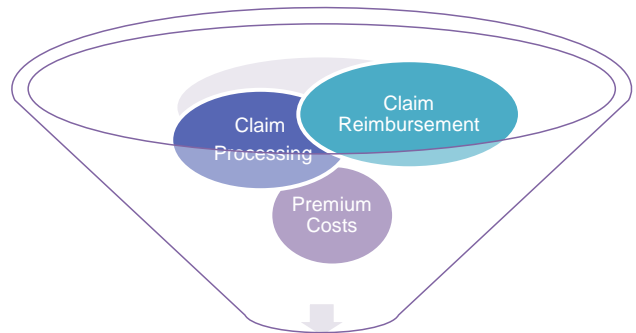 Claim
Reimbursement
Claim
Processing
Premium
Costs